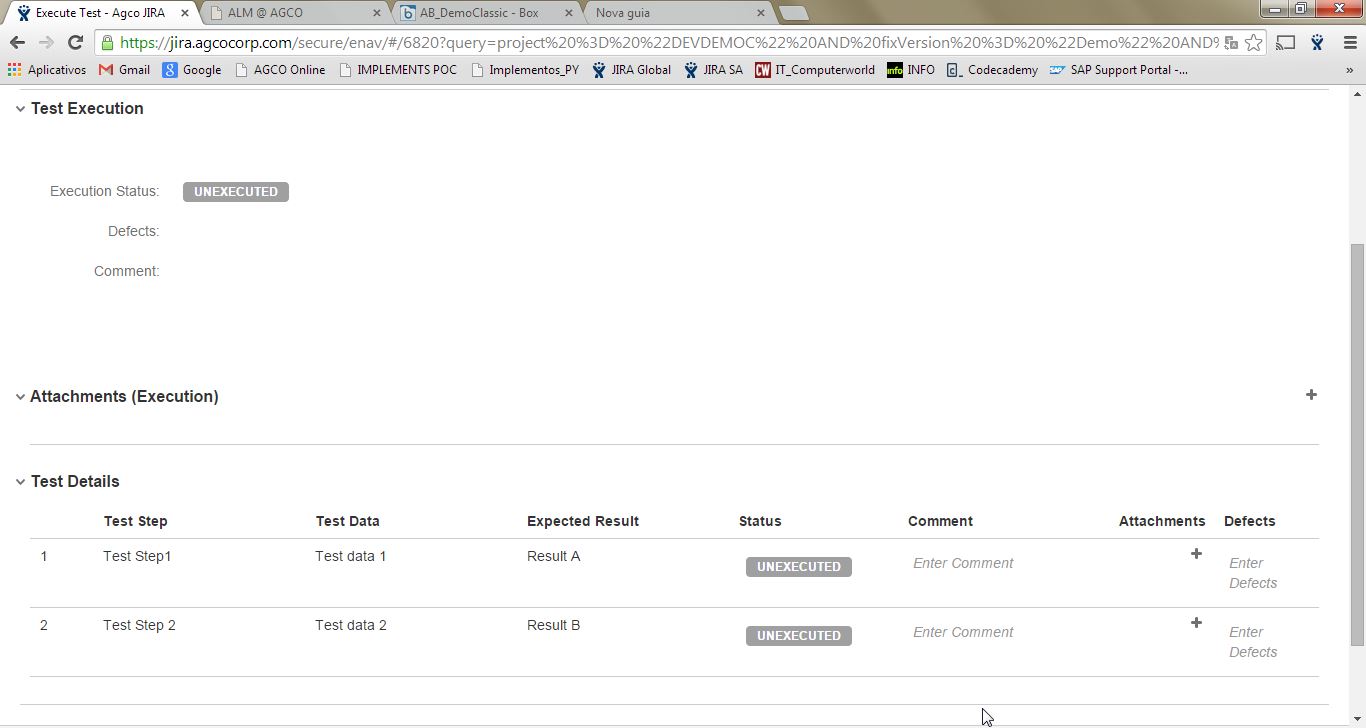 Execute Test - Agco JIRA ALM @ AGCO AB_DemoClassic - Box Nova guia
https://jira.agcocorp.com/secure/enav/#/6820?query=project%20%3D%20%22DEVDEMOC%22%20AND%20fixVersion%20%3D%20%22Demo%22%20AND%
Aplicativos Gmail Google AGCO Online IMPLEMENTS POC Implementos_PY JIRA Global JIRA SA CW IT_Computerworld info INFO Codecademy SAP Support Portal -... »
Test Execution
Execution Status: UNEXECUTED
Defects:
Comment:
Attachments (Execution)
Test Details
Test Step Test Data Expected Result Status Comment Attachments Defects
1 Test Step1 Test data 1 Result A UNEXECUTED Enter Comment Enter Defects
2 Test Step 2 Test data 2 Result B UNEXECUTED Enter Comment Enter Defects